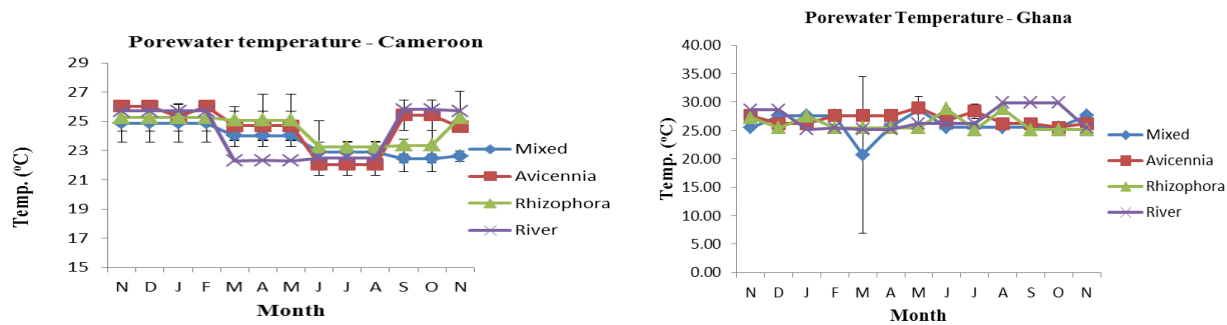 Porewater temperature - Cameroon
29
27
25
23
21
19
17
15
Temp. (ºC)
N D J F M A M J J A S O N
Month
Mixed
Avicennia
Rhizophora
River
Porewater Temperature - Ghana
40.00
35.00
30.00
25.00
20.00
15.00
10.00
5.00
0.00
Temp. (ºC)
N D J F M A M J J A S O N
Month
Mixed
Avicennia
Rhizophora
River